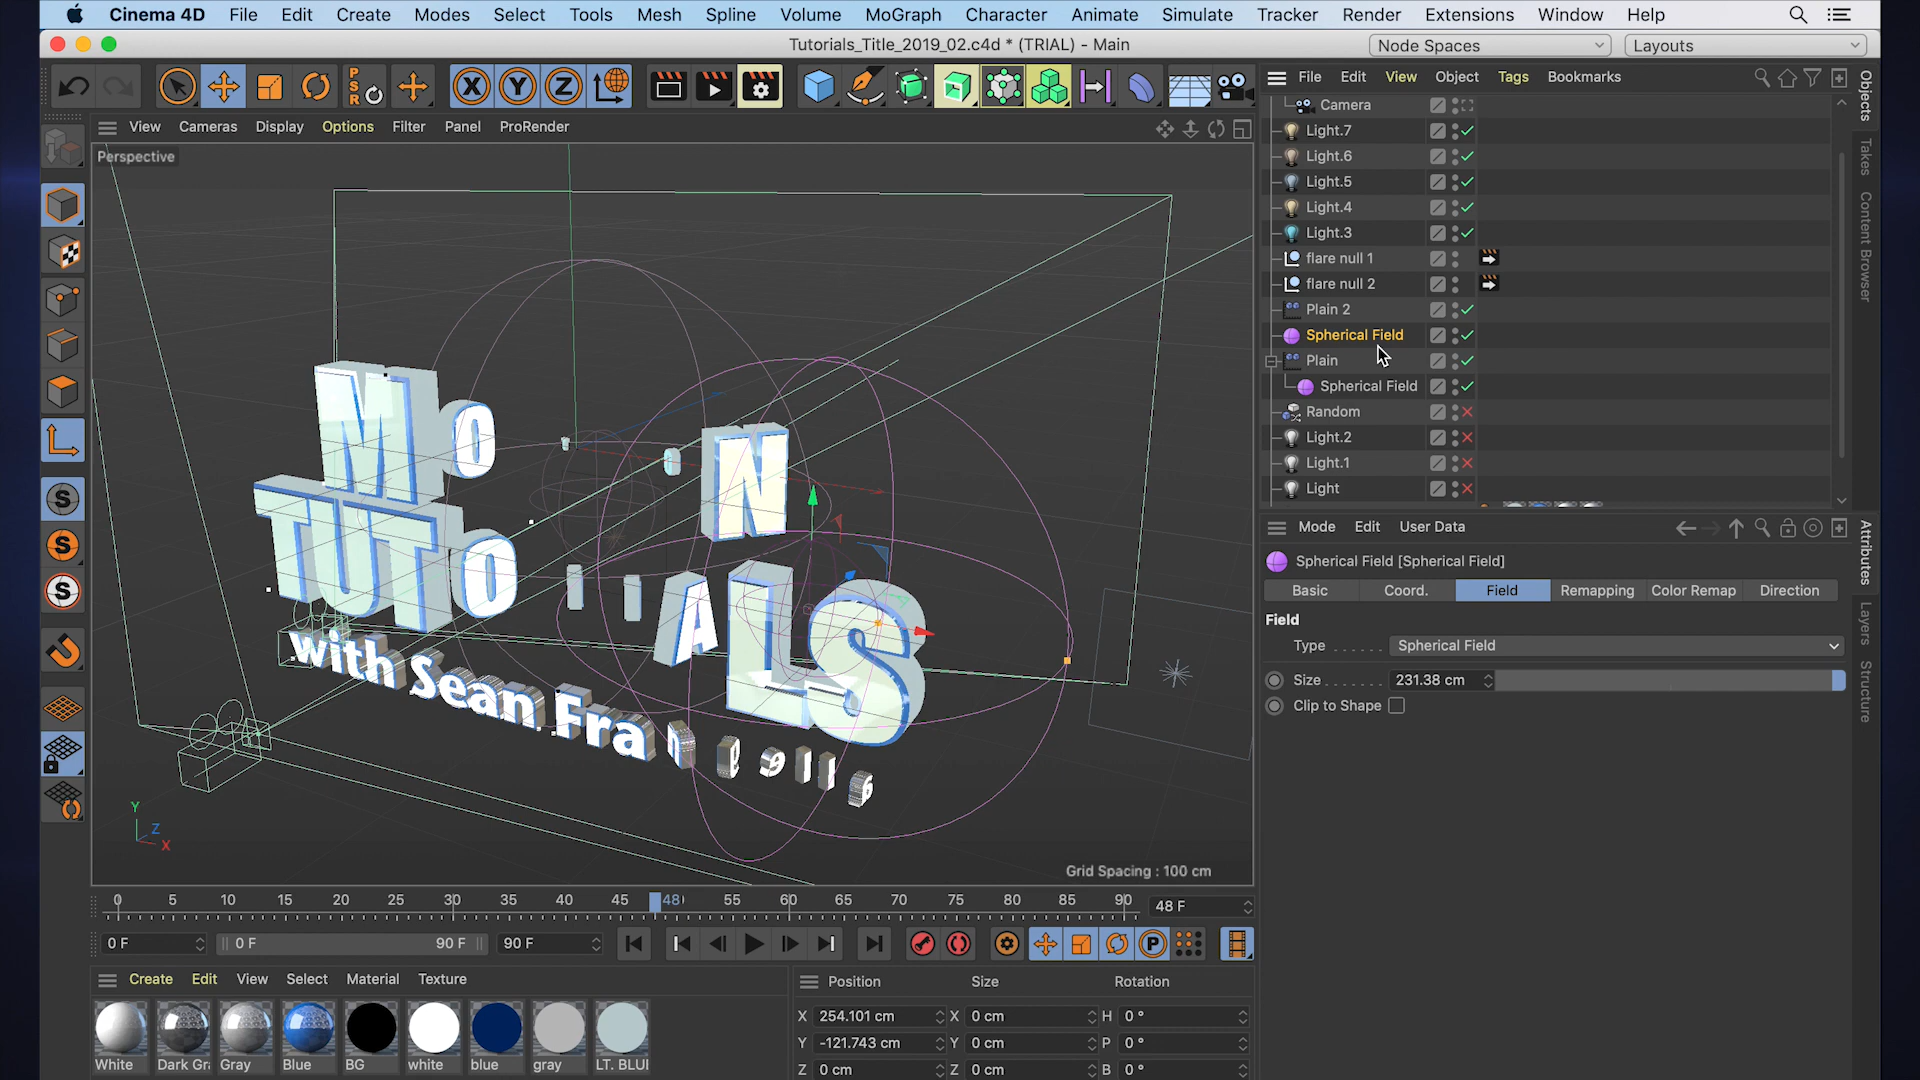 Cinema 4D File Edit Create Modes Select Tools Mesh Spline Volume MoGraph Character Animate Simulate Tracker Render Extensions Window Help
Tutorials_Title_2019_02.c4d * (TRIAL) - Main
Node Spaces
Layouts
PSR
X Y Z
File Edit View Object Tags Bookmarks
View Cameras Display Options Filter Panel ProRender
Perspective
Camera
Light.7
Light.6
Light.5
Light.4
Light.3
flare null 1
flare null 2
Plain 2
Spherical Field
Plain
Spherical Field
Random
Light.2
Light.1
Light
Objects
Takes
Content Browser
Mo
N
TUTo
A
LS
with Sean Fra
Y
Z
X
Grid Spacing : 100 cm
Mode Edit User Data
Spherical Field [Spherical Field]
Basic Coord. Field Remapping Color Remap Direction
Field
Type . . . . . . Spherical Field
Size . . . . . . . 231.38 cm
Clip to Shape
Attributes
Layers
Structure
0 5 10 15 20 25 30 35 40 45 48 55 60 65 70 75 80 85 90
48 F
0 F 0 F 90 F 90 F
P
Create Edit View Select Material Texture
White Dark Gr Gray Blue BG white blue gray LT. BLUI
Position Size Rotation
X 254.101 cm X 0 cm H 0 °
Y -121.743 cm Y 0 cm P 0 °
Z 0 cm Z 0 cm B 0 °